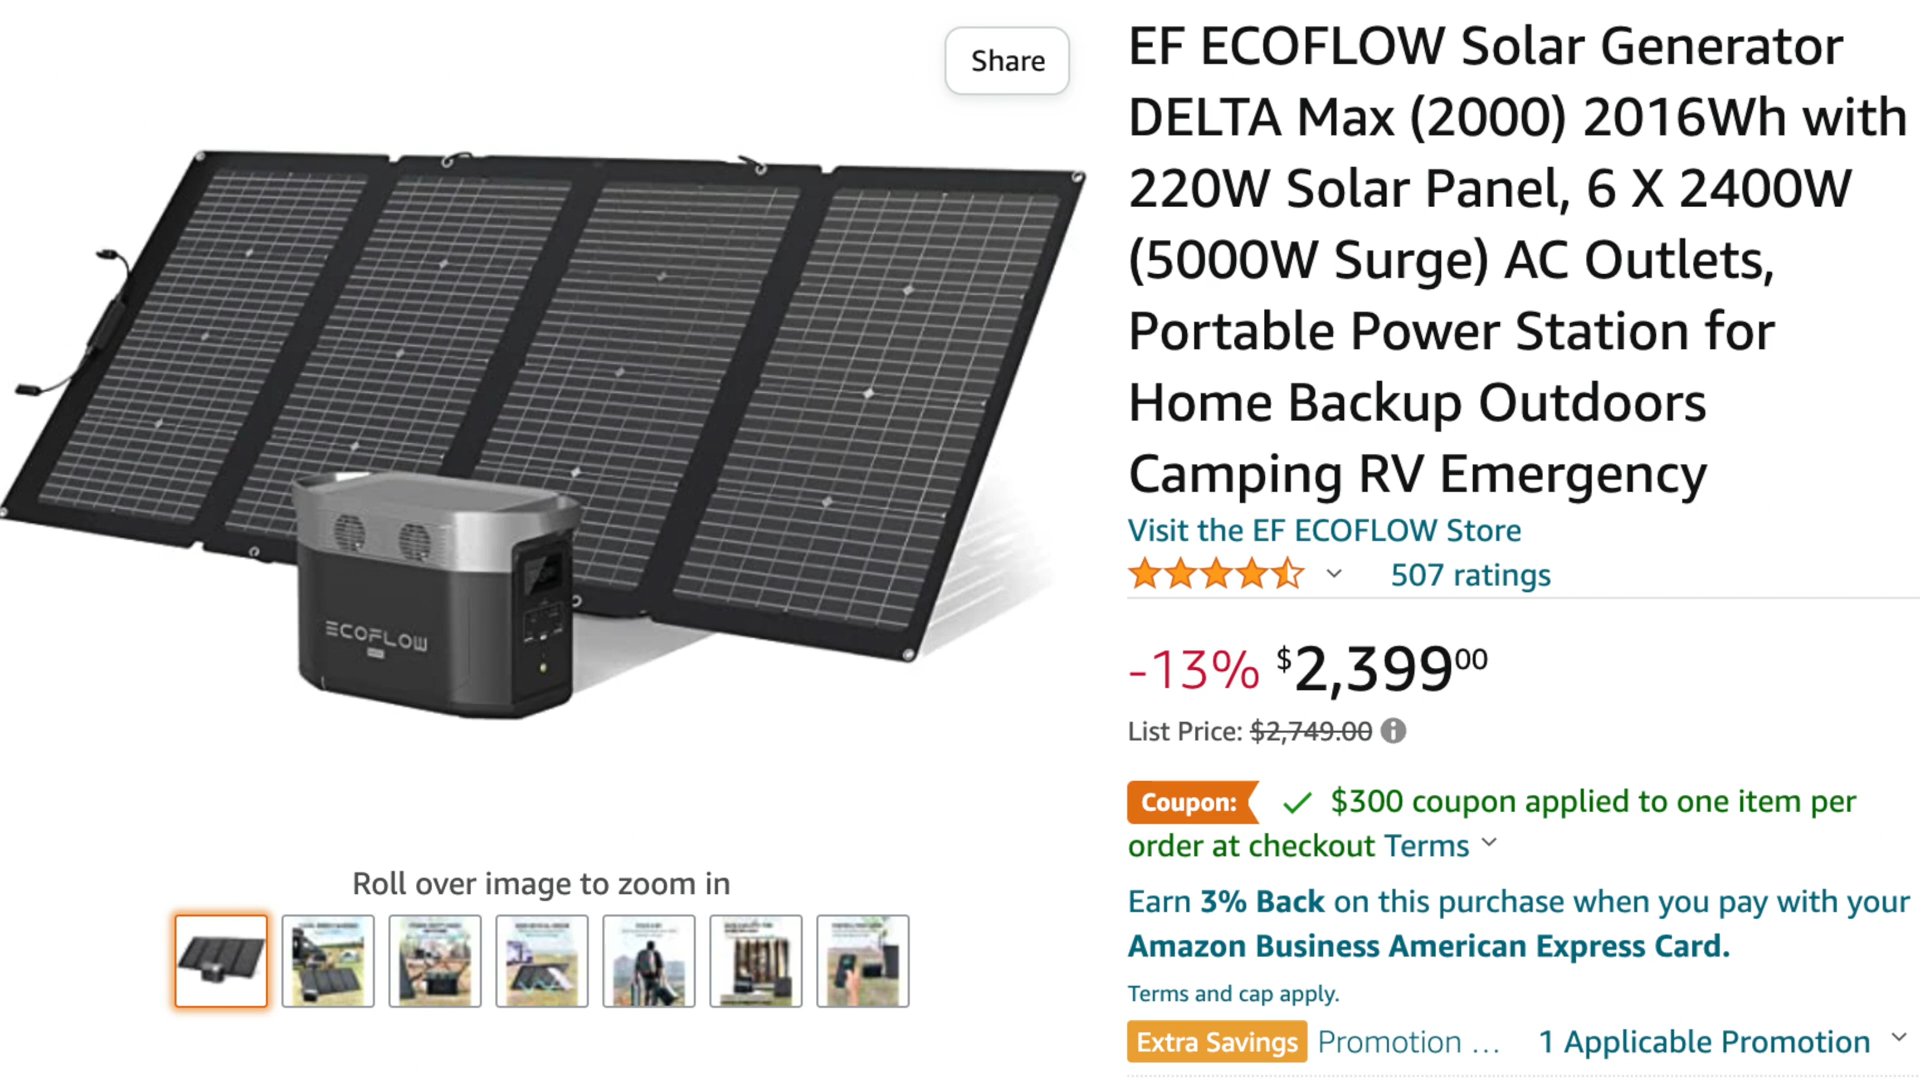 Share
EF ECOFLOW Solar Generator
DELTA Max (2000) 2016Wh with
220W Solar Panel, 6 X 2400W
(5000W Surge) AC Outlets,
Portable Power Station for
Home Backup Outdoors
Camping RV Emergency
Visit the EF ECOFLOW Store
507 ratings
-13% $2,39900
List Price: $2,749.00
Coupon: $300 coupon applied to one item per
order at checkout Terms
Earn 3% Back on this purchase when you pay with your
Amazon Business American Express Card.
Terms and cap apply.
Extra Savings Promotion ... 1 Applicable Promotion
ECOFLOW
Roll over image to zoom in